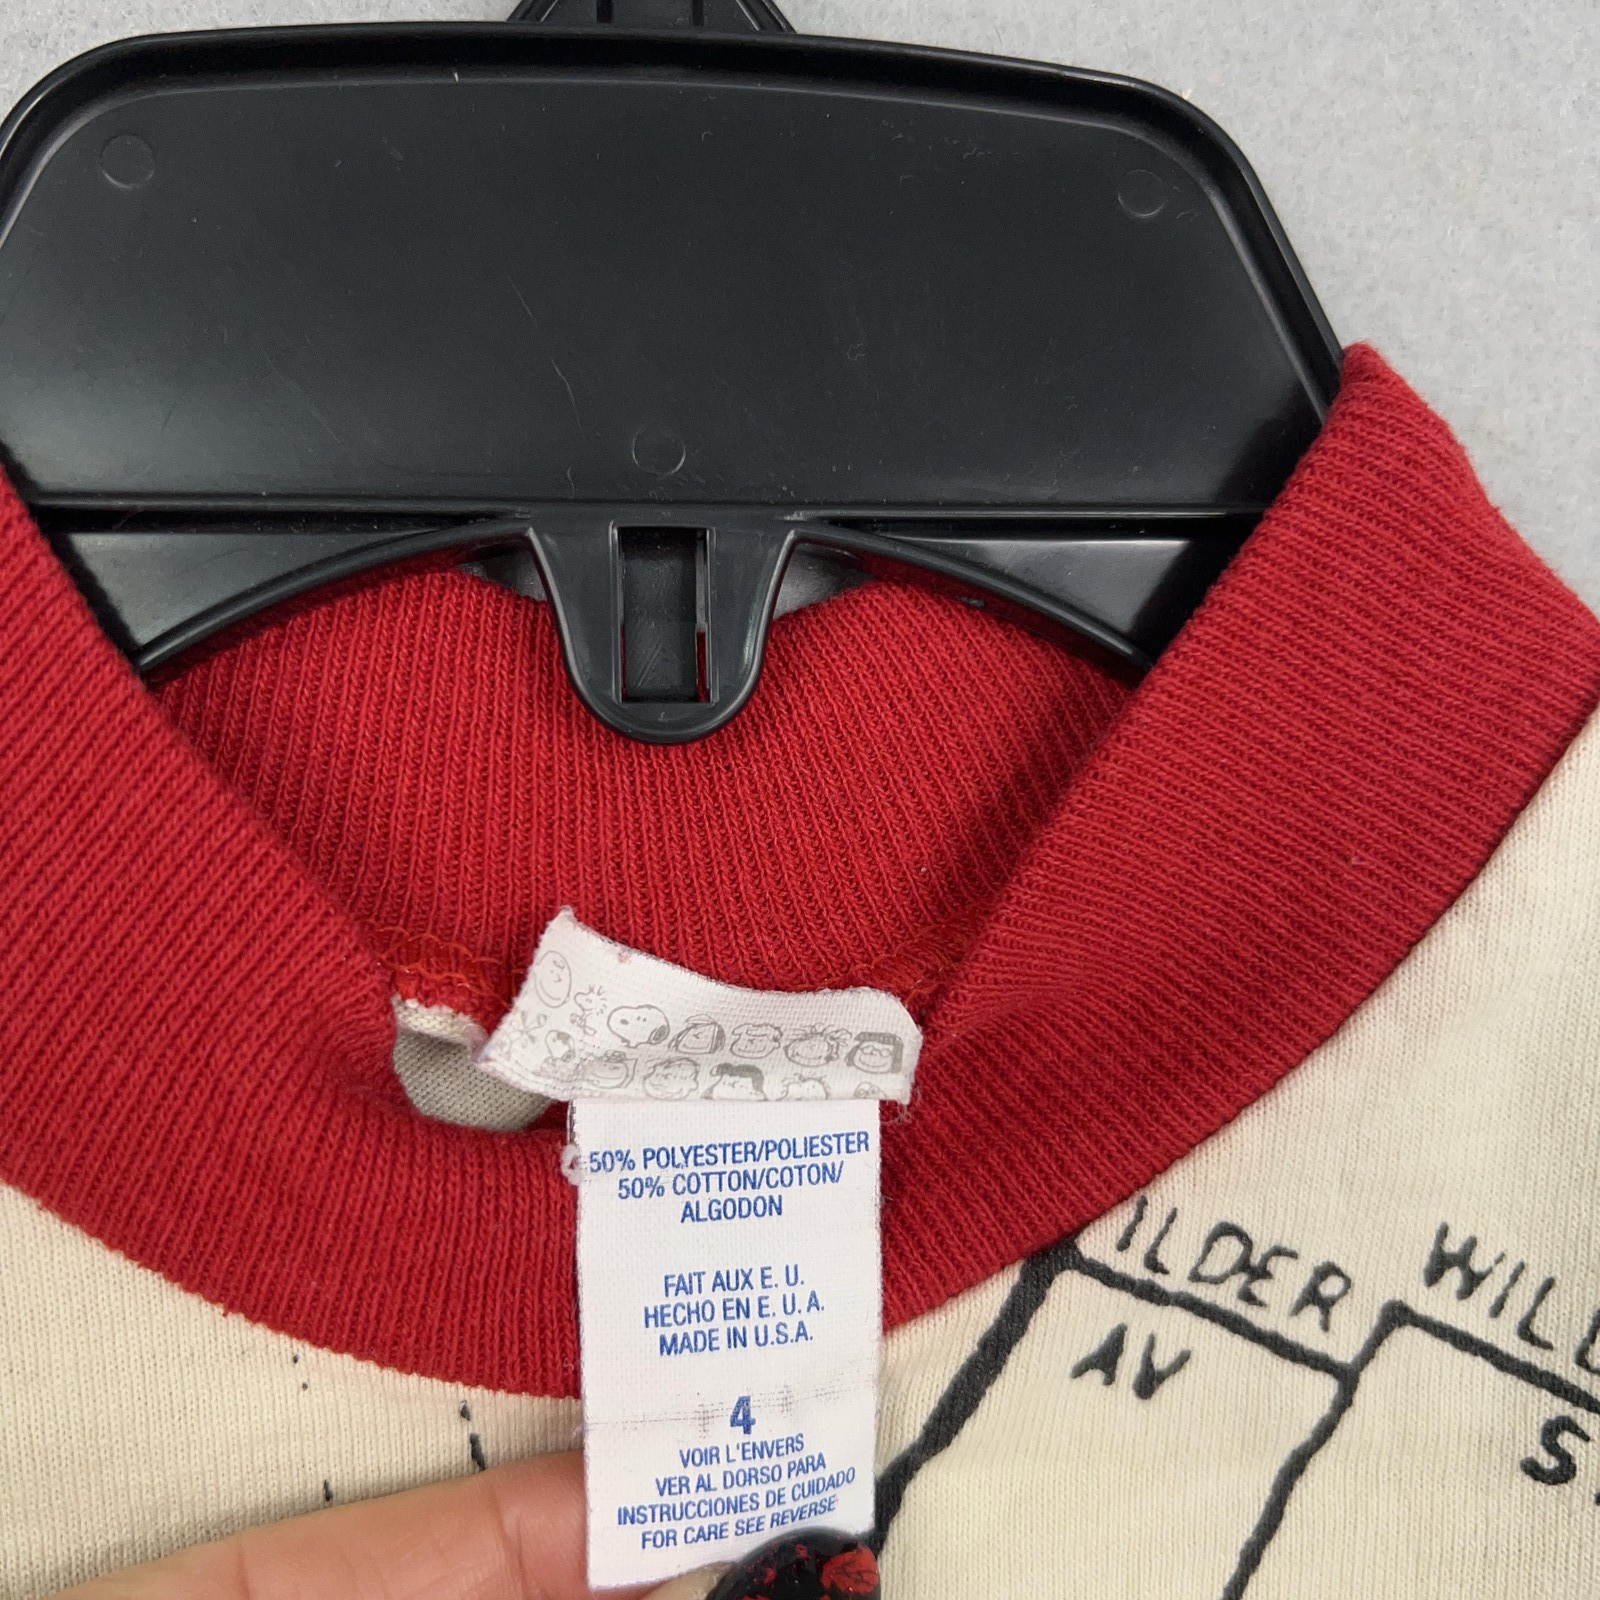 50% POLYESTER/POLIESTER
50% COTTON/COTON/
ALGODON
FAIT AUX E. U.
HECHO EN E. U. A.
MADE IN U.S.A.
4
VOIR L'ENVERS
VER AL DORSO PARA
INSTRUCCIONES DE CUIDADO
FOR CARE SEE REVERSE
ILDER
AV
WIL
S